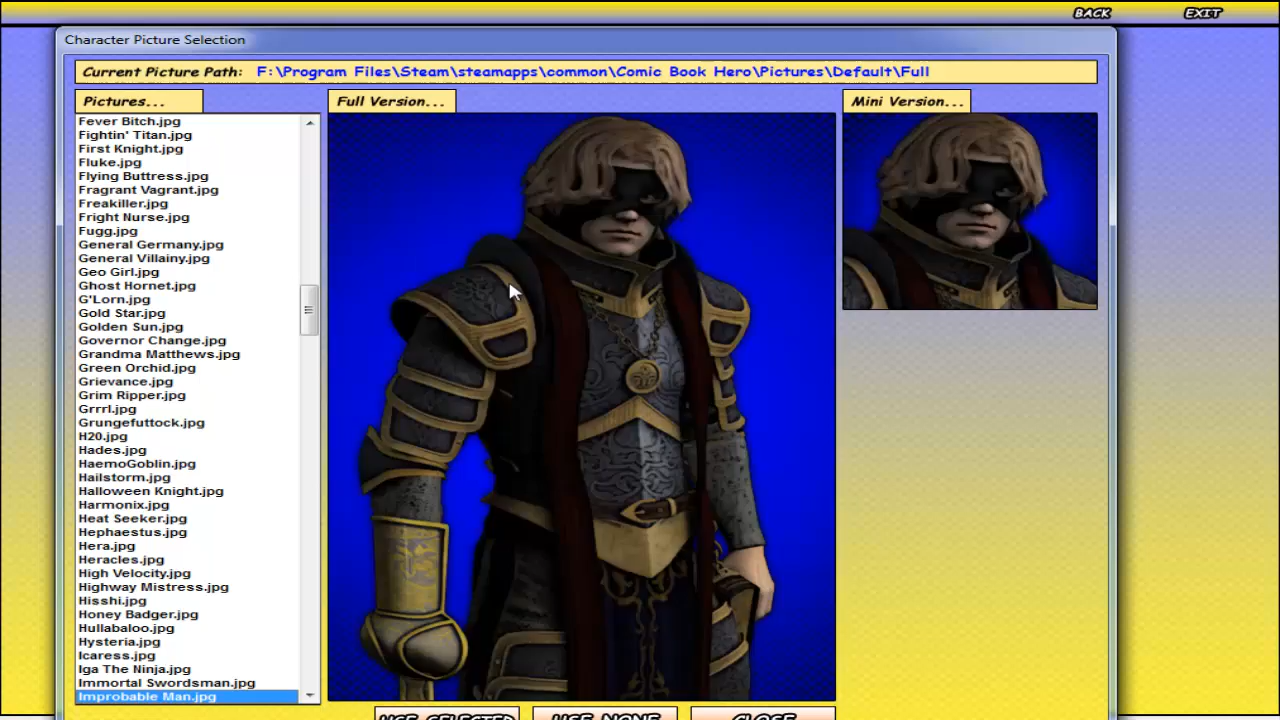 BACK
EXIT
Character Picture Selection
Current Picture Path: F:\Program Files\Steam\steamapps\common\Comic Book Hero\Pictures\Default\Full
Pictures...
Full Version...
Mini Version...
Fever Bitch.jpg
Fightin' Titan.jpg
First Knight.jpg
Fluke.jpg
Flying Buttress.jpg
Fragrant Vagrant.jpg
Freakiller.jpg
Fright Nurse.jpg
Fugg.jpg
General Germany.jpg
General Villainy.jpg
Geo Girl.jpg
Ghost Hornet.jpg
G'Lorn.jpg
Gold Star.jpg
Golden Sun.jpg
Governor Change.jpg
Grandma Matthews.jpg
Green Orchid.jpg
Grievance.jpg
Grim Ripper.jpg
Grrrl.jpg
Grungefuttock.jpg
H20.jpg
Hades.jpg
HaemoGoblin.jpg
Hailstorm.jpg
Halloween Knight.jpg
Harmonix.jpg
Heat Seeker.jpg
Hephaestus.jpg
Hera.jpg
Heracles.jpg
High Velocity.jpg
Highway Mistress.jpg
Hisshi.jpg
Honey Badger.jpg
Hullabaloo.jpg
Hysteria.jpg
Icaress.jpg
Iga The Ninja.jpg
Immortal Swordsman.jpg
Improbable Man.jpg
USE SELECTED
USE NONE
CLOSE